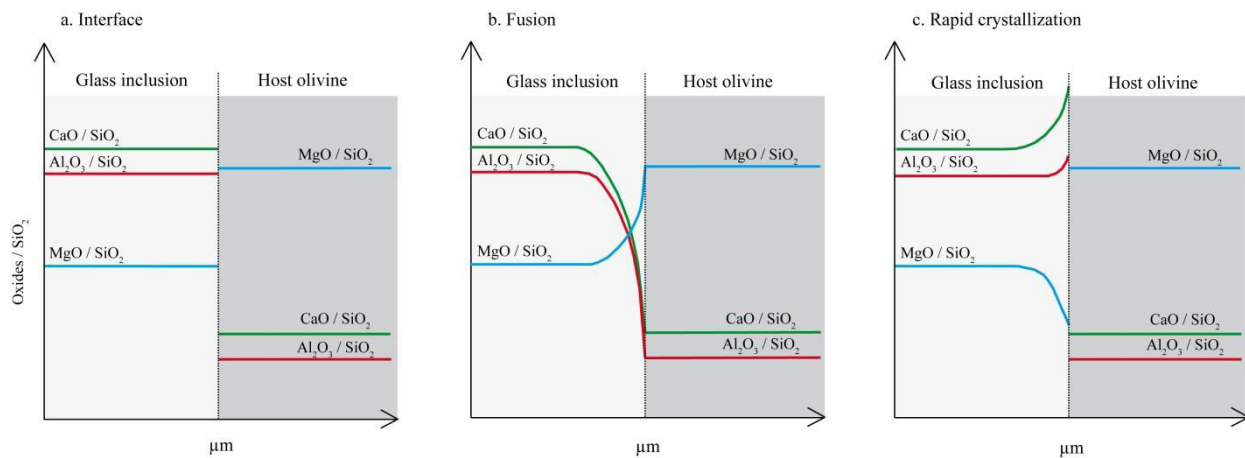 a. Interface
b. Fusion
c. Rapid crystallization
Oxides / SiO₂
Glass inclusion
Host olivine
CaO / SiO₂
Al₂O₃ / SiO₂
MgO / SiO₂
MgO / SiO₂
CaO / SiO₂
Al₂O₃ / SiO₂
µm
Glass inclusion
Host olivine
CaO / SiO₂
Al₂O₃ / SiO₂
MgO / SiO₂
MgO / SiO₂
CaO / SiO₂
Al₂O₃ / SiO₂
µm
Glass inclusion
Host olivine
CaO / SiO₂
Al₂O₃ / SiO₂
MgO / SiO₂
MgO / SiO₂
CaO / SiO₂
Al₂O₃ / SiO₂
µm